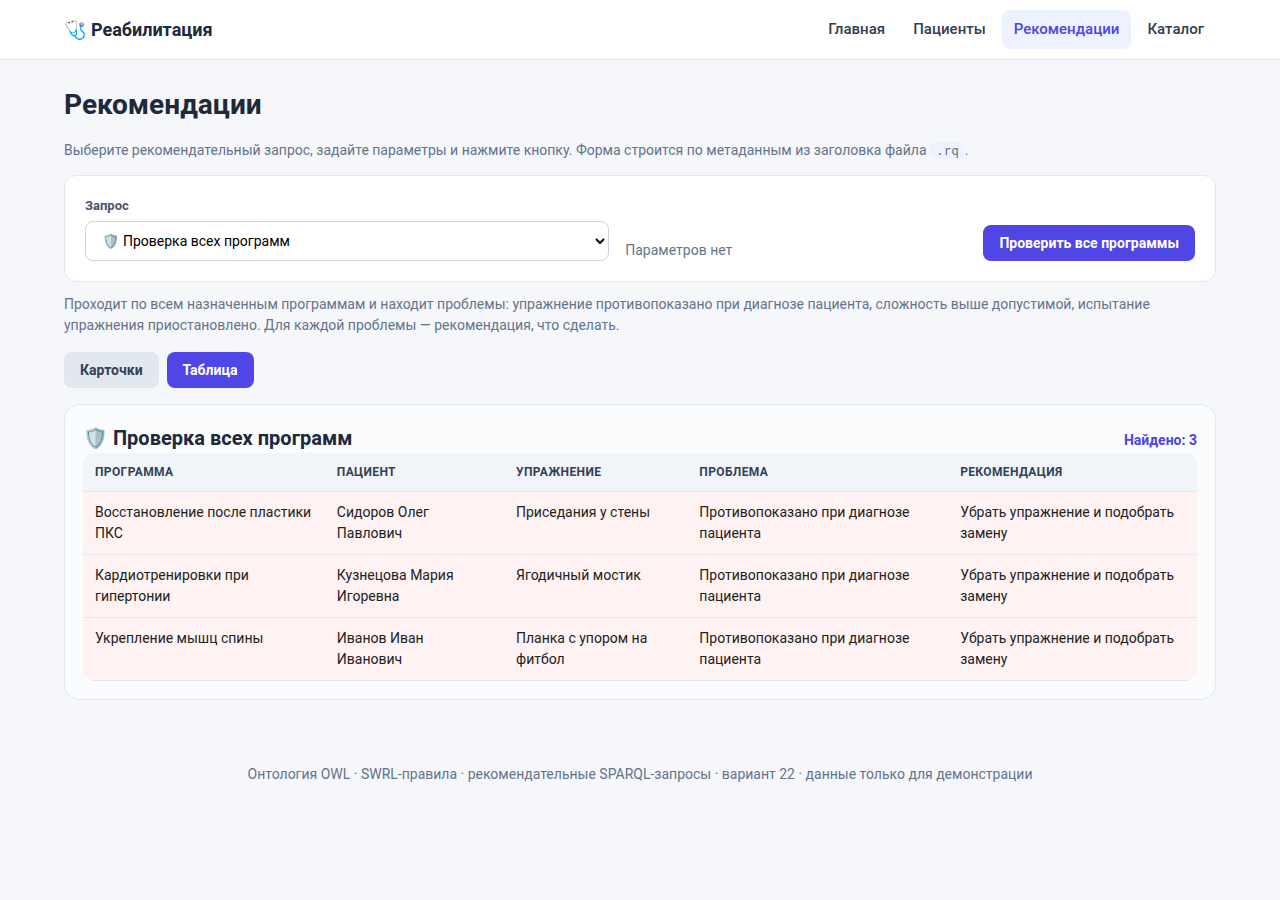 🩺 Реабилитация
Главная Пациенты Рекомендации Каталог
Рекомендации
Выберите рекомендательный запрос, задайте параметры и нажмите кнопку. Форма строится по метаданным из заголовка файла .rq .
Запрос
🛡️ Проверка всех программ
Параметров нет
Проверить все программы
Проходит по всем назначенным программам и находит проблемы: упражнение противопоказано при диагнозе пациента, сложность выше допустимой, испытание
упражнения приостановлено. Для каждой проблемы — рекомендация, что сделать.
Карточки Таблица
🛡️ Проверка всех программ
Найдено: 3
ПРОГРАММА ПАЦИЕНТ УПРАЖНЕНИЕ ПРОБЛЕМА РЕКОМЕНДАЦИЯ
Восстановление после пластики Сидоров Олег Приседания у стены Противопоказано при диагнозе Убрать упражнение и подобрать
ПКС Павлович пациента замену
Кардиотренировки при Кузнецова Мария Ягодичный мостик Противопоказано при диагнозе Убрать упражнение и подобрать
гипертонии Игоревна пациента замену
Укрепление мышц спины Иванов Иван Планка с упором на Противопоказано при диагнозе Убрать упражнение и подобрать
Иванович фитбол пациента замену
Онтология OWL · SWRL-правила · рекомендательные SPARQL-запросы · вариант 22 · данные только для демонстрации